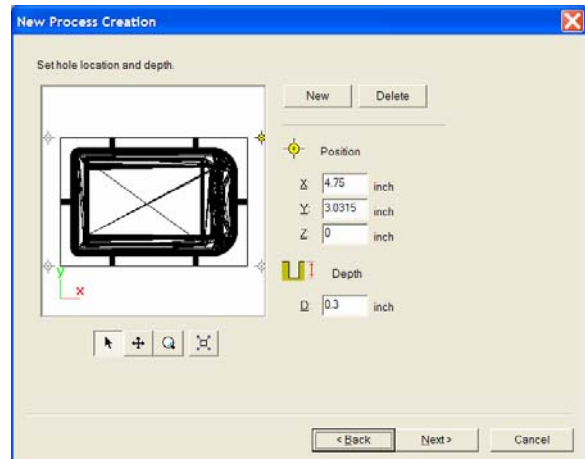 New Process Creation
Set hole location and depth.
New Delete
Position
X: 4.75 inch
Y: 3.0315 inch
Z: 0 inch
Depth
D: 0.3 inch
y
x
< Back Next > Cancel